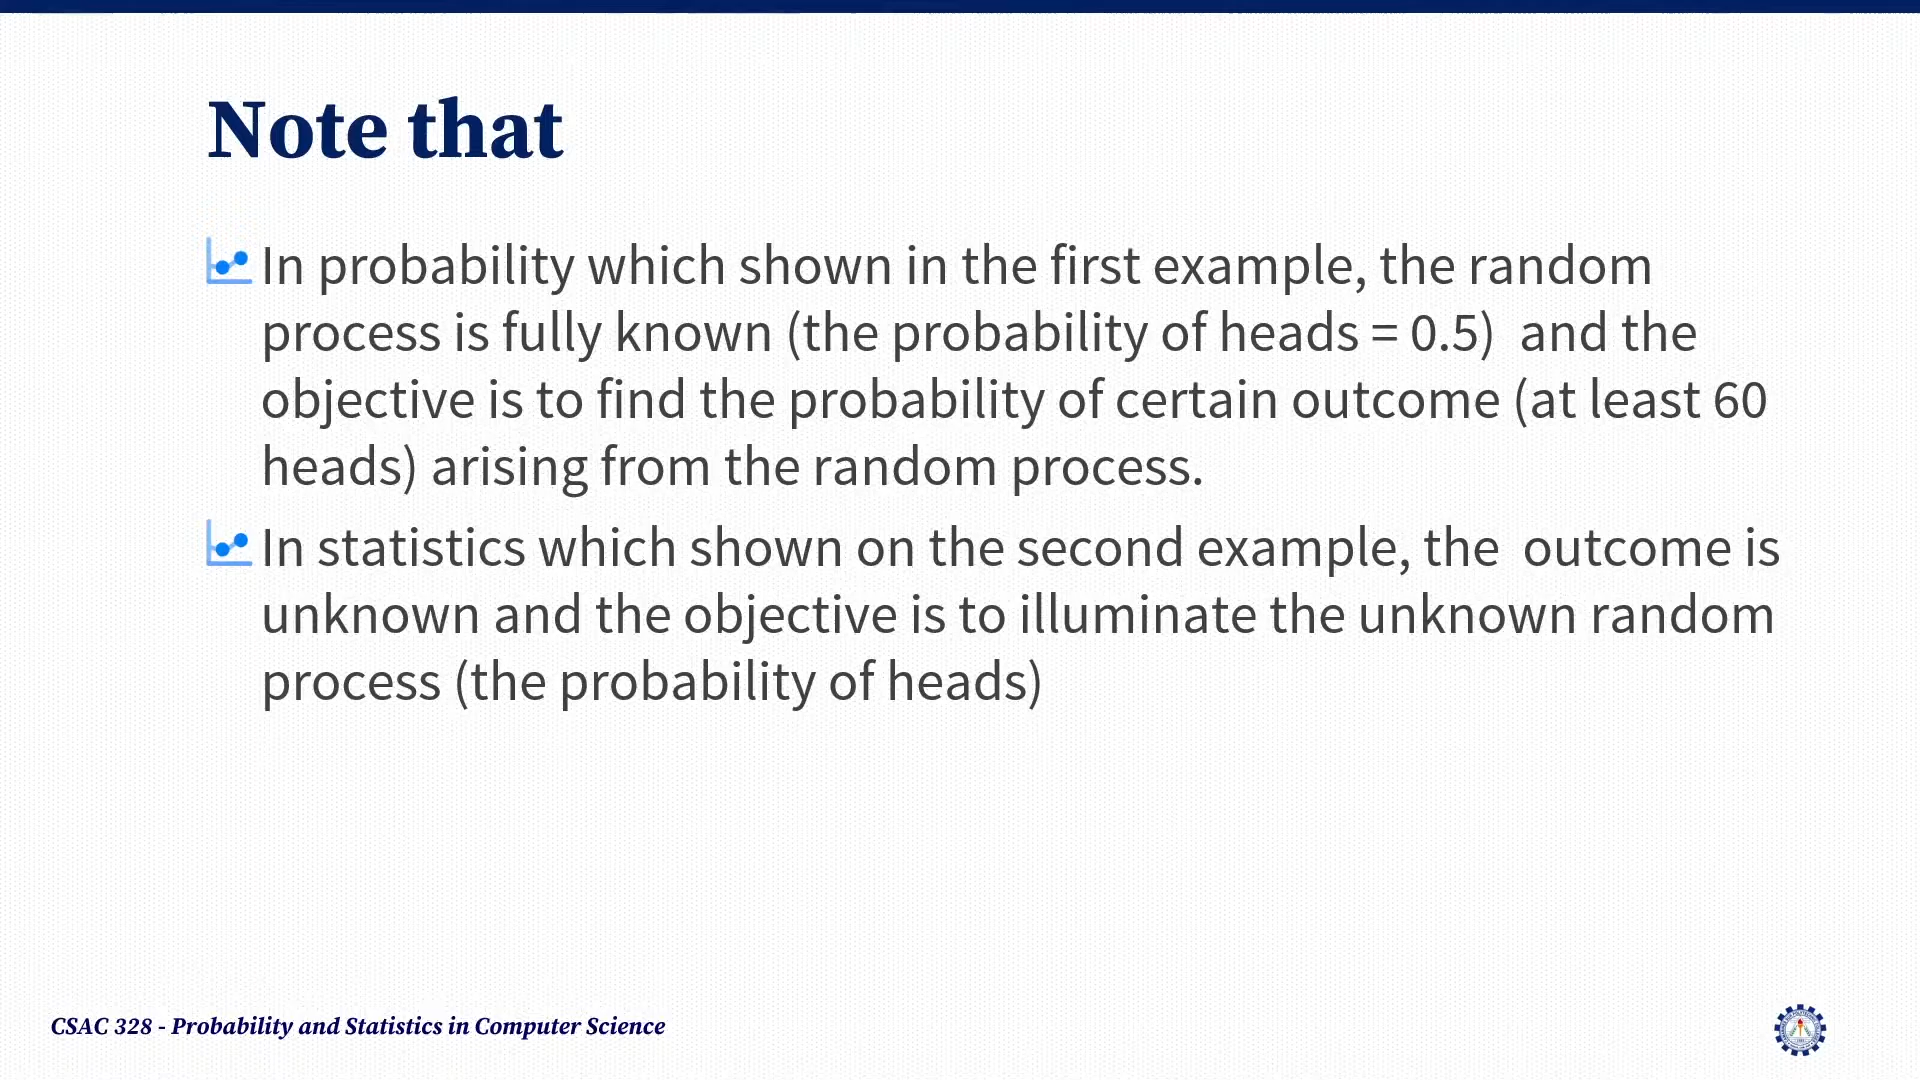 Note that
In probability which shown in the first example, the random
process is fully known (the probability of heads = 0.5)  and the
objective is to find the probability of certain outcome (at least 60
heads) arising from the random process.
In statistics which shown on the second example, the  outcome is
unknown and the objective is to illuminate the unknown random
process (the probability of heads)
CSAC 328 - Probability and Statistics in Computer Science